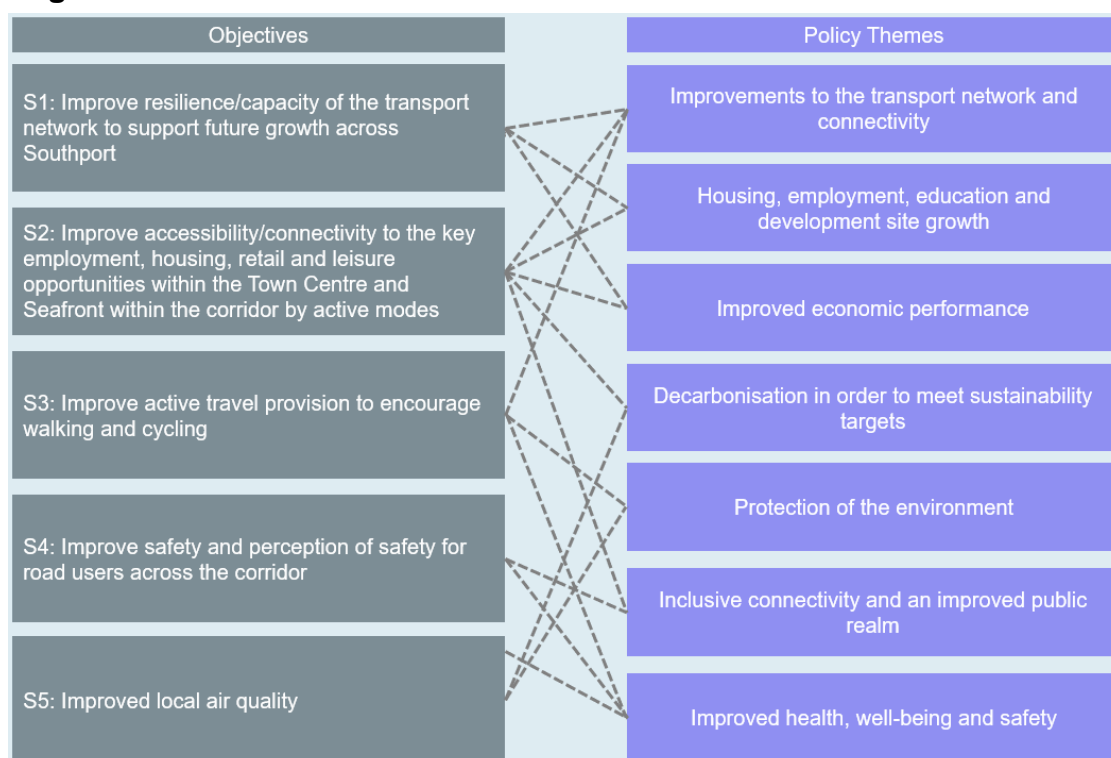 Objectives
S1: Improve resilience/capacity of the transport
network to support future growth across
Southport
S2: Improve accessibility/connectivity to the key
employment, housing, retail and leisure
opportunities within the Town Centre and
Seafront within the corridor by active modes
S3: Improve active travel provision to encourage
walking and cycling
S4: Improve safety and perception of safety for
road users across the corridor
S5: Improved local air quality
Policy Themes
Improvements to the transport network and
connectivity
Housing, employment, education and
development site growth
Improved economic performance
Decarbonisation in order to meet sustainability
targets
Protection of the environment
Inclusive connectivity and an improved public
realm
Improved health, well-being and safety